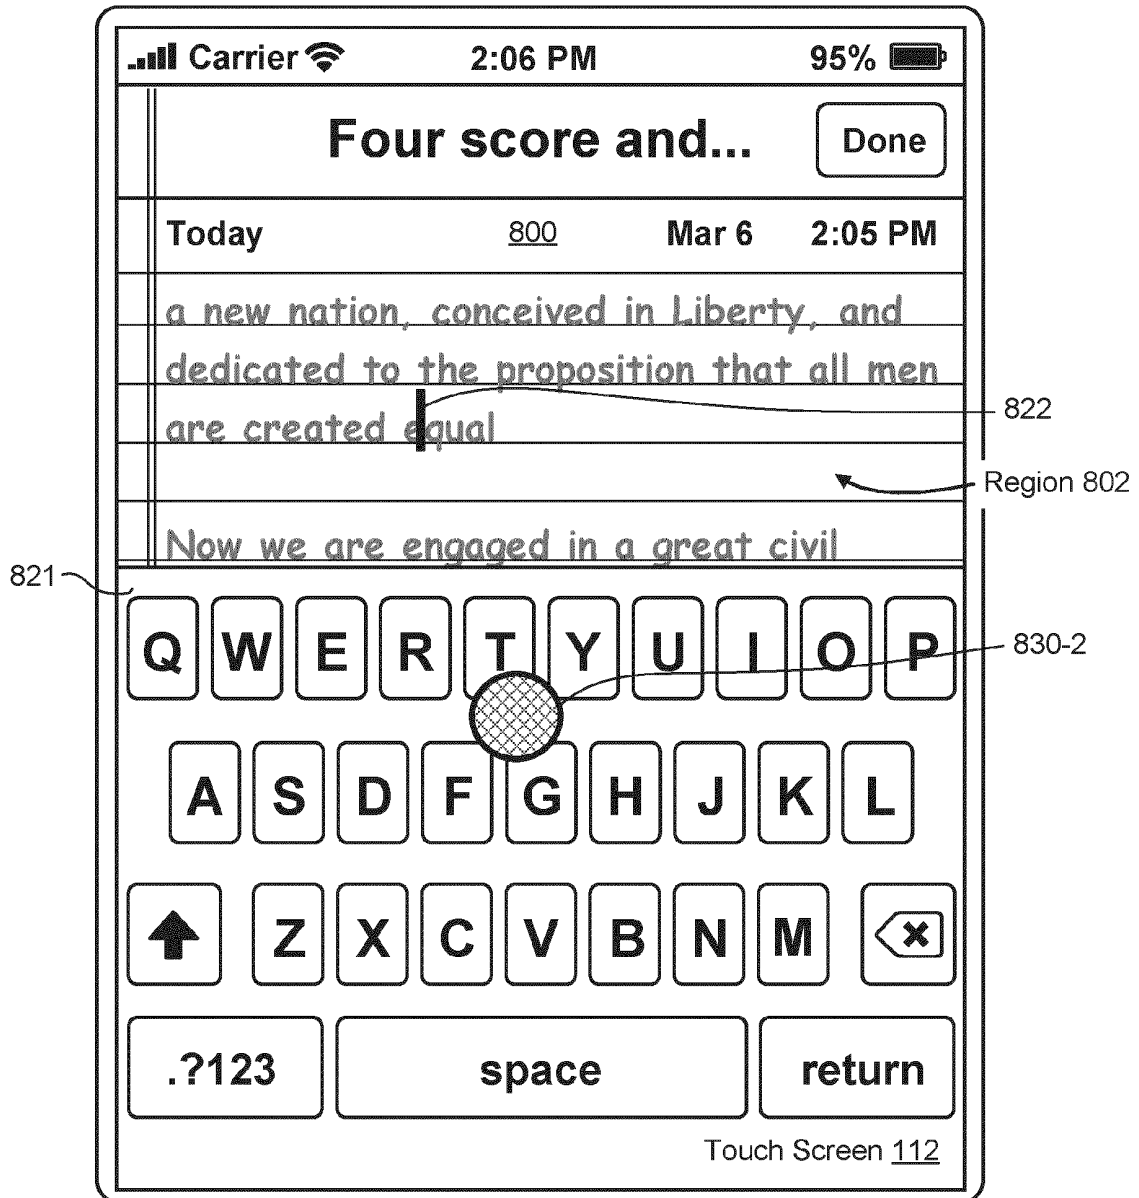 Carrier 2:06 PM 95%
Four score and... Done
Today 800 Mar 6 2:05 PM
a new nation, conceived in Liberty, and
dedicated to the proposition that all men
are created equal
822
Region 802
Now we are engaged in a great civil
821
Q W E R T Y U I O P
830-2
A S D F G H J K L
Z X C V B N M
.?123 space return
Touch Screen 112